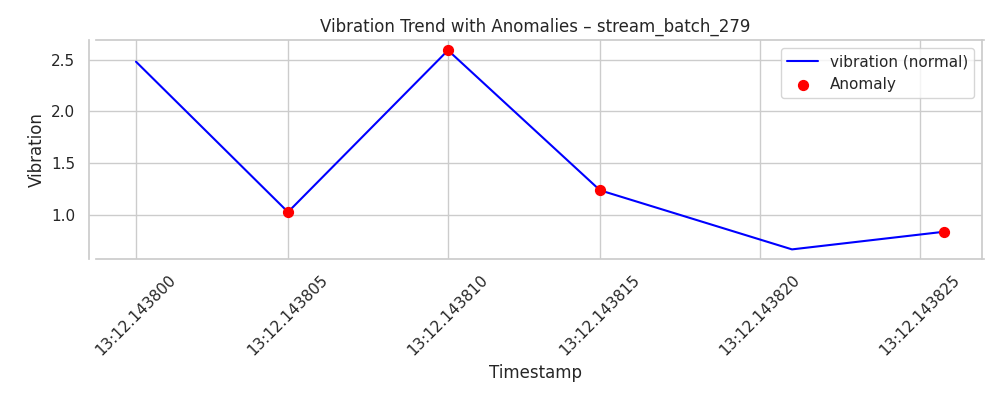 Vibration Trend with Anomalies – stream_batch_279
vibration (normal)
Anomaly
Vibration
2.5
2.0
1.5
1.0
13:12.143800
13:12.143805
13:12.143810
13:12.143815
13:12.143820
13:12.143825
Timestamp